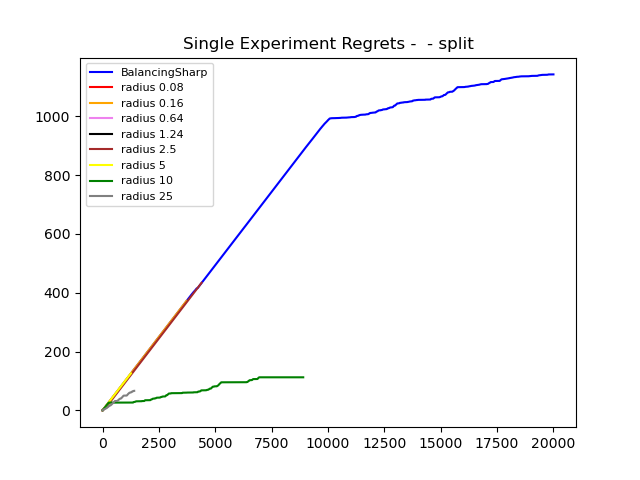 Single Experiment Regrets -  - split
BalancingSharp
radius 0.08
radius 0.16
radius 0.64
radius 1.24
radius 2.5
radius 5
radius 10
radius 25
1000
800
600
400
200
0
0 2500 5000 7500 10000 12500 15000 17500 20000